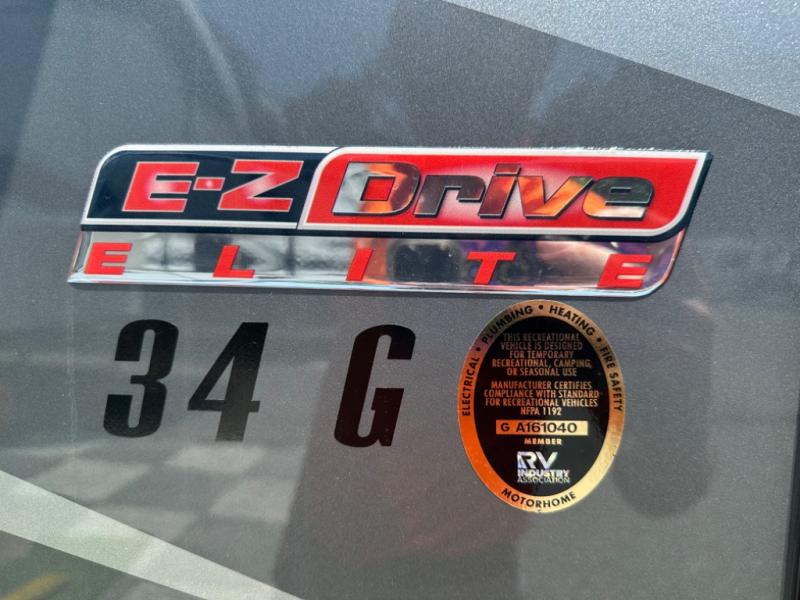 E-Z Drive
ELITE
34 G
ELECTRICAL • PLUMBING • HEATING • FIRE SAFETY
THIS RECREATIONAL
VEHICLE IS DESIGNED
FOR TEMPORARY
RECREATIONAL, CAMPING,
OR SEASONAL USE
MANUFACTURER CERTIFIES
COMPLIANCE WITH STANDARD
FOR RECREATIONAL VEHICLES
NFPA 1192
G A161040
MEMBER
RV
INDUSTRY
ASSOCIATION
MOTORHOME